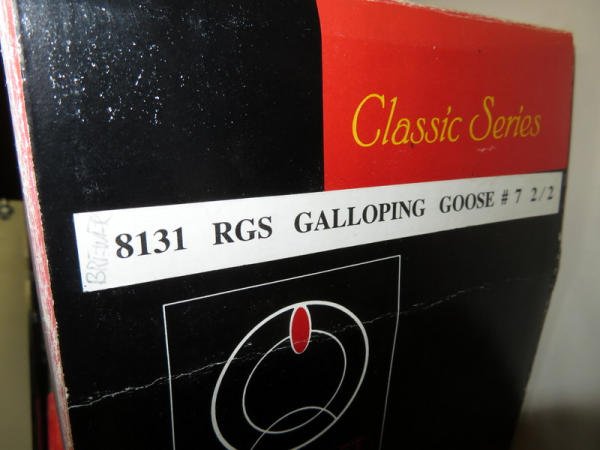 Classic Series
8131 RGS GALLOPING GOOSE # 7 2/2